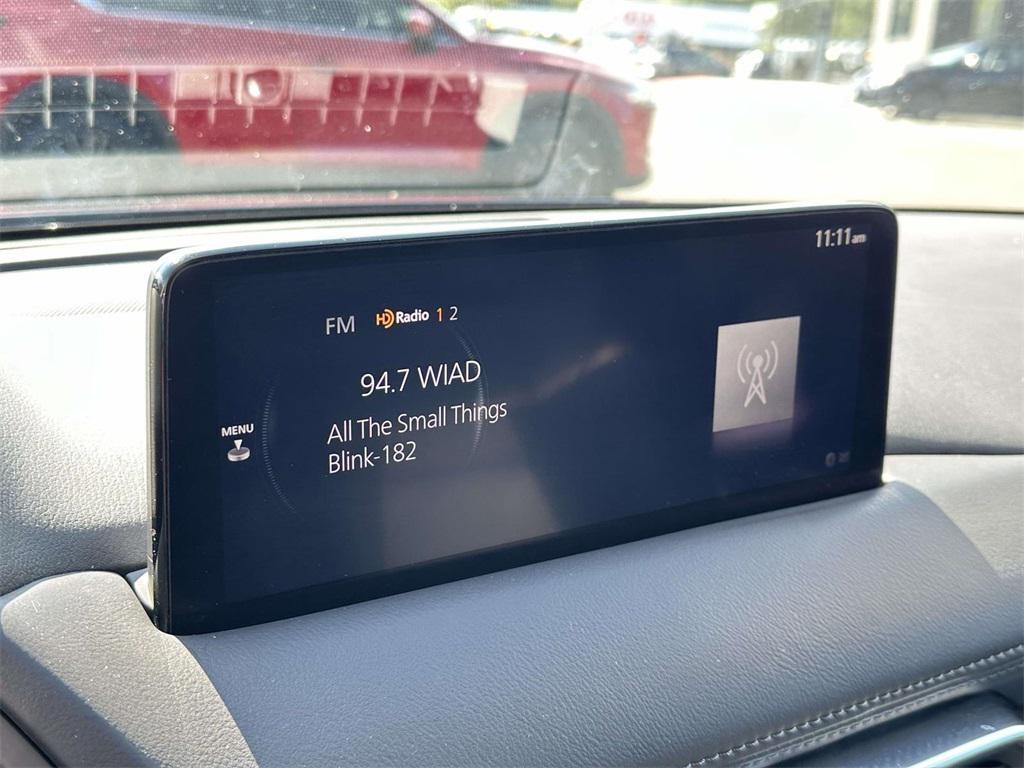 11:11am
FM HD Radio 1 2
94.7 WIAD
All The Small Things
Blink-182
MENU